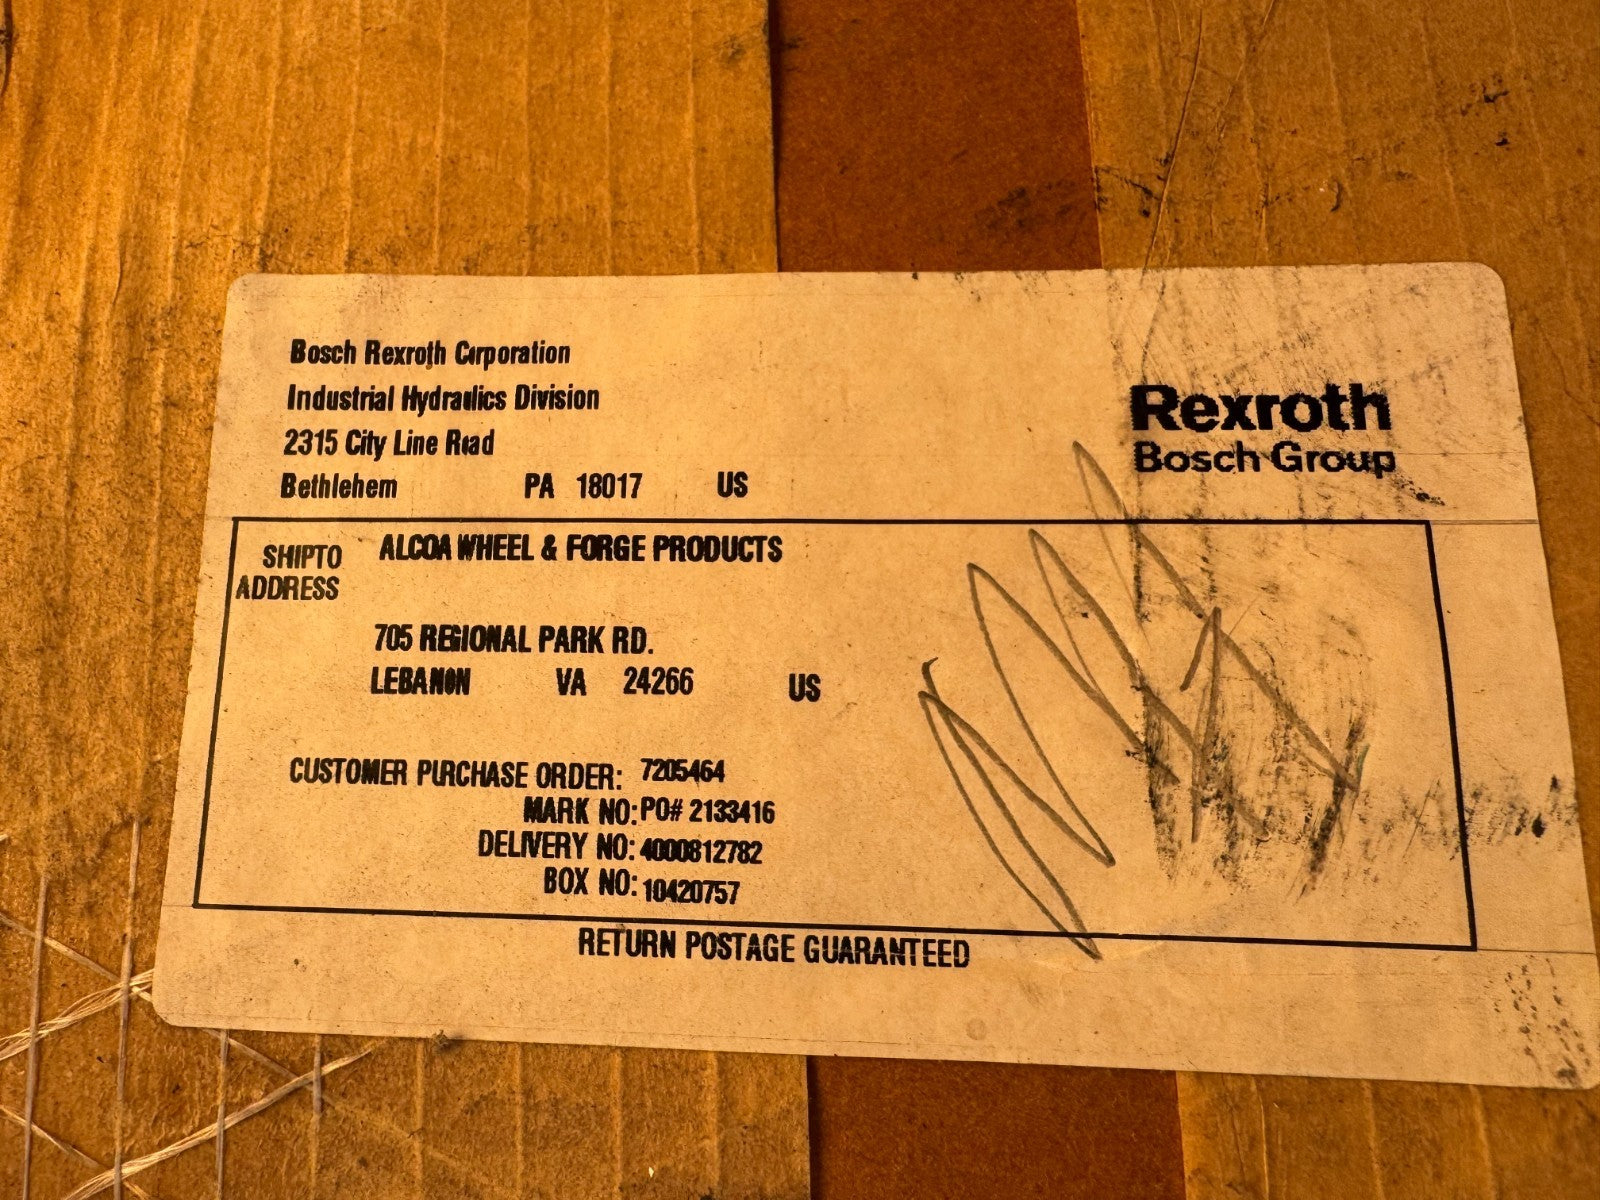 Bosch Rexroth Corporation
Industrial Hydraulics Division
2315 City Line Road
Bethlehem PA 18017 US
Rexroth
Bosch Group
SHIPTO ADDRESS
ALCOA WHEEL & FORGE PRODUCTS
705 REGIONAL PARK RD.
LEBANON VA 24266 US
CUSTOMER PURCHASE ORDER: 7205464
MARK NO: PO# 2133416
DELIVERY NO: 4000812782
BOX NO: 10420757
RETURN POSTAGE GUARANTEED